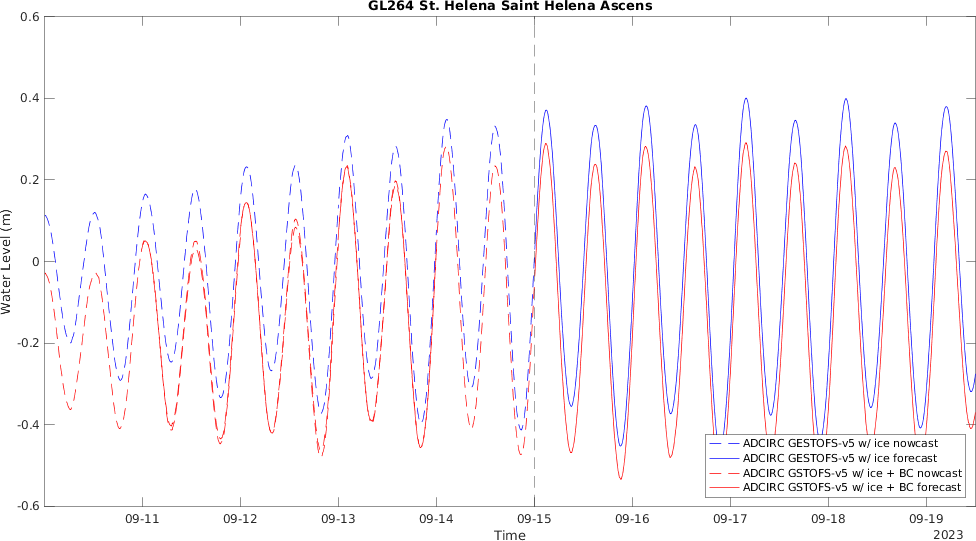 GL264 St. Helena Saint Helena Ascens
0.6
0.4
0.2
0
-0.2
-0.4
-0.6
Water Level (m)
09-11
09-12
09-13
09-14
09-15
09-16
09-17
09-18
09-19
Time
2023
ADCIRC GESTOFS-v5 w/ ice nowcast
ADCIRC GESTOFS-v5 w/ ice forecast
ADCIRC GSTOFS-v5 w/ ice + BC nowcast
ADCIRC GSTOFS-v5 w/ ice + BC forecast